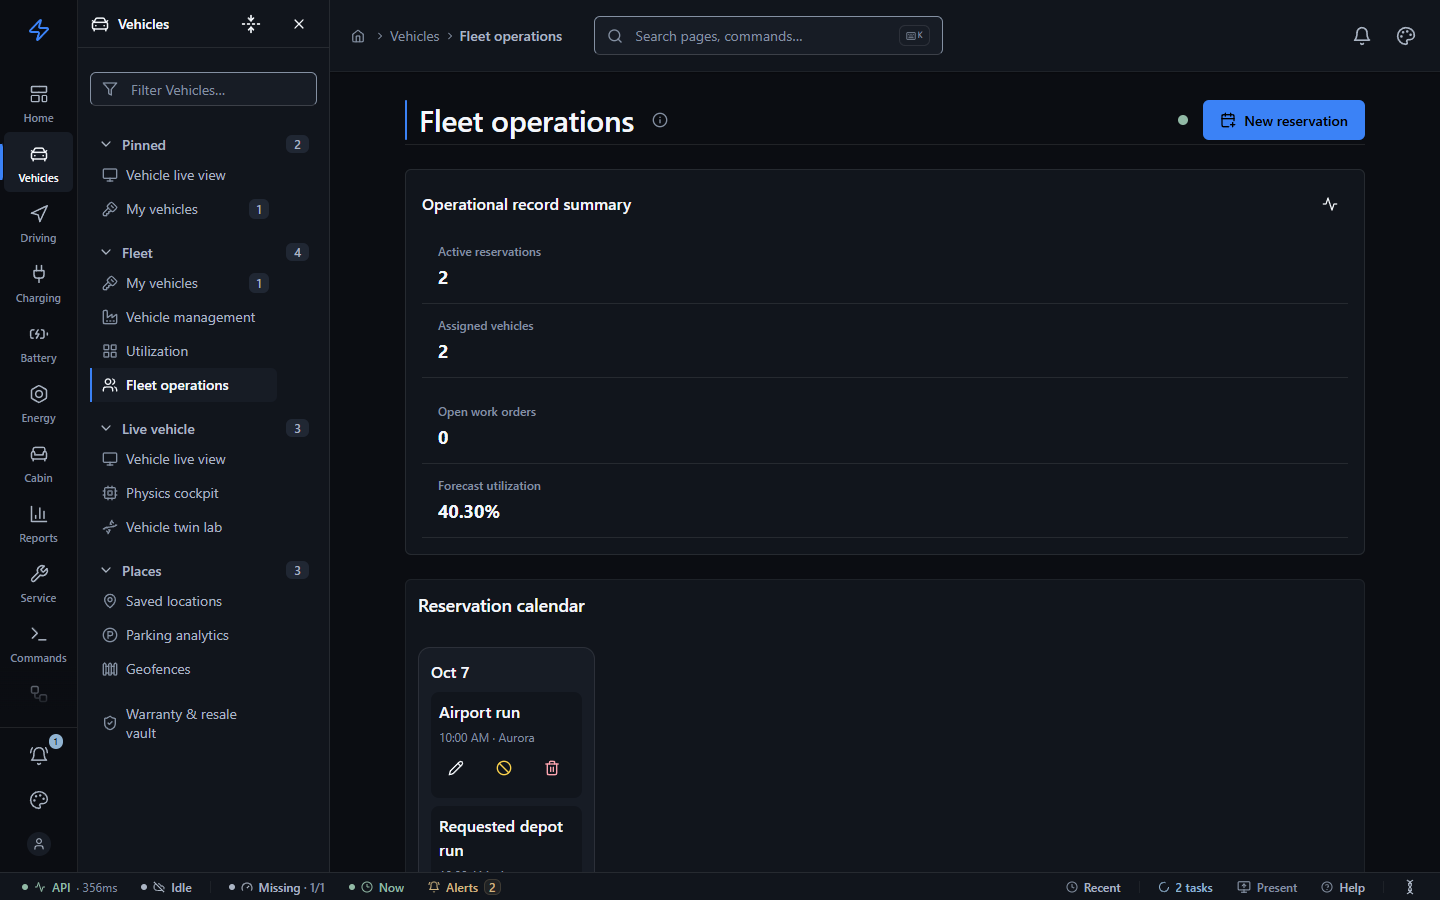 Home
Vehicles
Driving
Charging
Battery
Energy
Cabin
Reports
Service
Commands
1
Vehicles
Filter Vehicles...
Pinned 2
Vehicle live view
My vehicles 1
Fleet 4
My vehicles 1
Vehicle management
Utilization
Fleet operations
Live vehicle 3
Vehicle live view
Physics cockpit
Vehicle twin lab
Places 3
Saved locations
Parking analytics
Geofences
Warranty & resale
vault
Vehicles Fleet operations
Search pages, commands... K
Fleet operations
New reservation
Operational record summary
Active reservations
2
Assigned vehicles
2
Open work orders
0
Forecast utilization
40.30%
Reservation calendar
Oct 7
Airport run
10:00 AM · Aurora
Requested depot
run
API · 356ms Idle Missing · 1/1 Now Alerts 2 Recent 2 tasks Present Help